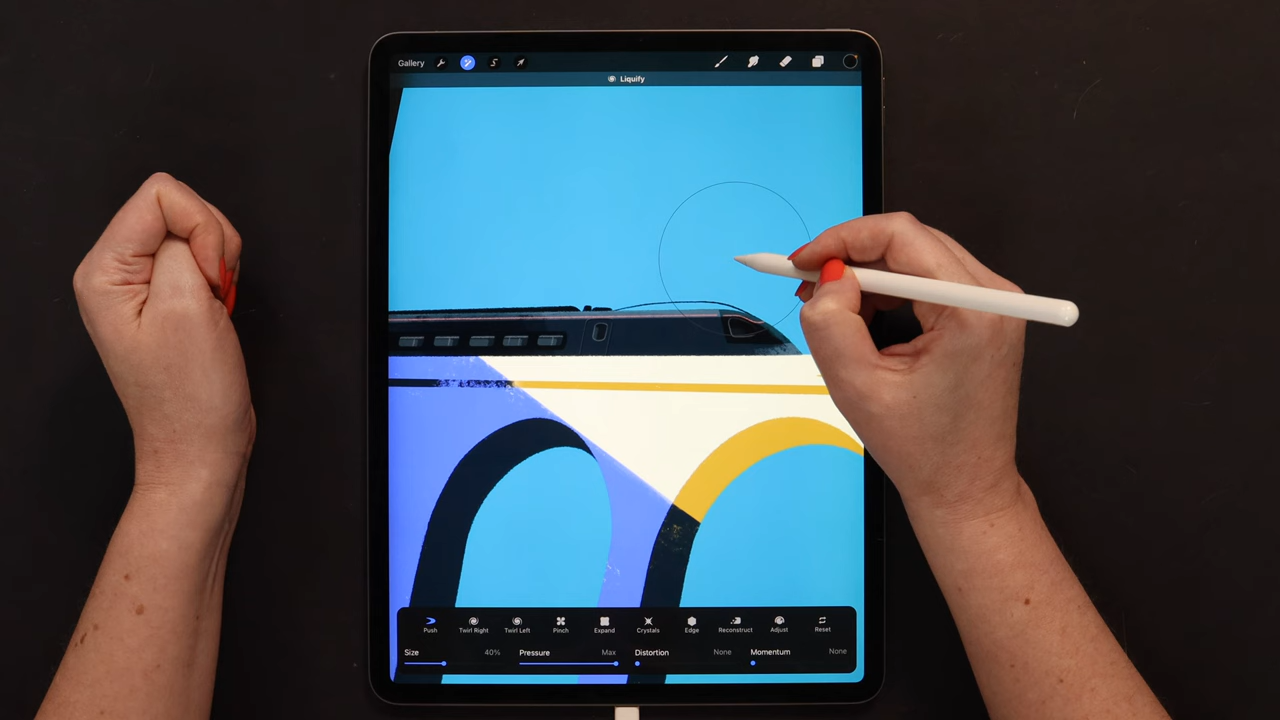 Gallery
Liquify
Push Twirl Right Twirl Left Pinch Expand Crystals Edge Reconstruct Adjust Reset
Size 40% Pressure Max Distortion None Momentum None